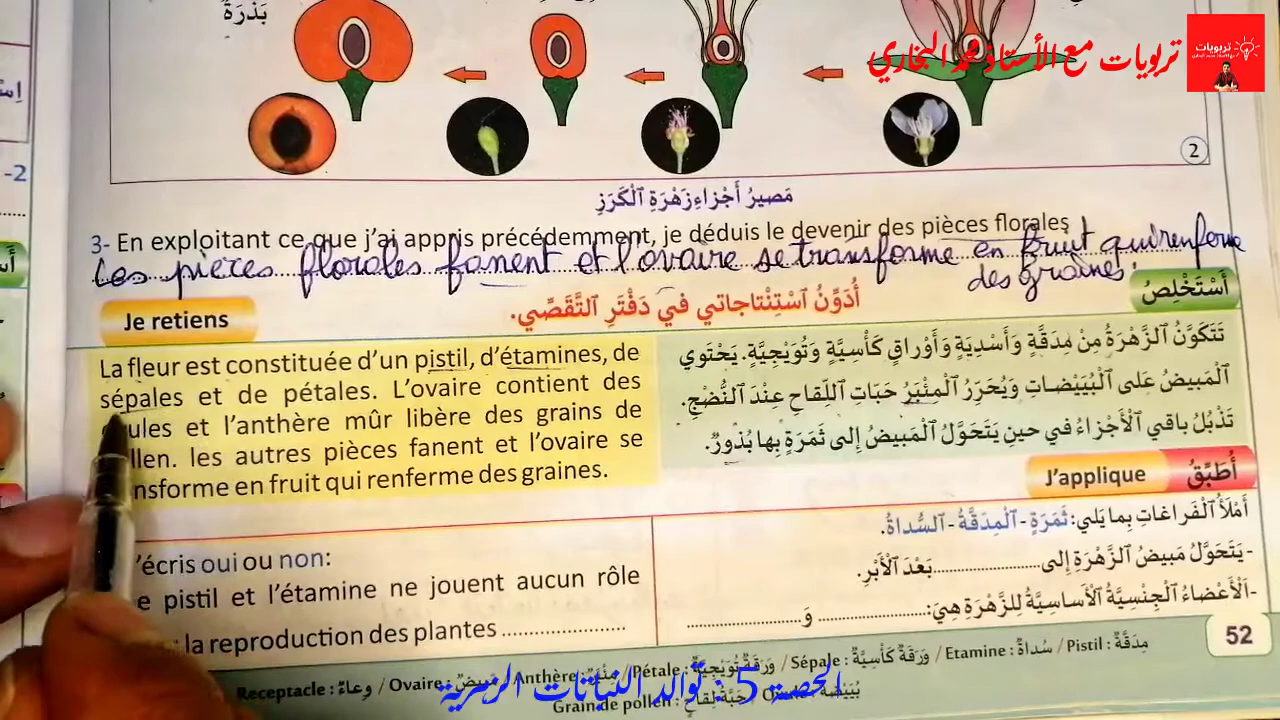 بَذْرَةٌ
تربويات مع الأستاذ محمد البخاري
تربويات
2
مَصيرُ أَجْزاءِ زَهْرَةِ ٱلْكَرَزِ
3- En exploitant ce que j'ai appris précédemment, je déduis le devenir des pièces florales
Les pièces florales fanent et l'ovaire se transforme en fruit qui renferme
des graines.
أُدَوِّنُ ٱسْتِنْتاجاتي في دَفْتَرِ ٱلتَّقَصِّي.
Je retiens
La fleur est constituée d'un pistil, d'étamines, de
sépales et de pétales. L'ovaire contient des
ules et l'anthère mûr libère des grains de
llen. les autres pièces fanent et l'ovaire se
nsforme en fruit qui renferme des graines.
أَسْتَخْلِصُ
تَتَكَوَّنُ ٱلزَّهْرَةُ مِنْ مِدَقَّةٍ وَأَسْدِيَةٍ وَأَوْراقٍ كَأْسِيَّةٍ وَتُوَيْجِيَّةٍ. يَحْتَوي
ٱلْمَبيضُ عَلى ٱلْبُيَيْضاتِ وَيُحَرِّرُ ٱلْمِئْبَرُ حَبَّاتِ ٱللِّقاحِ عِنْدَ ٱلنُّضْجِ.
تَذْبُلُ باقي ٱلْأَجْزاءُ في حينِ يَتَحَوَّلُ ٱلْمَبيضُ إِلى ثَمَرَةٍ بِها بُذورٌ.
J'applique
أُطَبِّقُ
'écris oui ou non:
e pistil et l'étamine ne jouent aucun rôle
la reproduction des plantes ....................
أَمْلَأُ ٱلْفَراغاتِ بِما يَلي: ثَمَرَةٍ - ٱلْمِدَقَّةُ - ٱلسُّداةُ.
-يَتَحَوَّلُ مَبيضُ ٱلزَّهْرَةِ إِلى....................بَعْدَ ٱلْأَبْرِ.
-اَلْأَعْضاءُ ٱلْجِنْسِيَّةُ ٱلْأَساسِيَّةُ لِلزَّهْرَةِ هِيَ:.................... وَ ....................
52
Pistil : مِدَقَّةٌ / Etamine : سُداةٌ / Sépale : وَرَقَةٌ كَأْسِيَّةٌ / Pétale : وَرَقَةٌ تُوَيْجِيَّةٌ / Anthère : مِئْبَرٌ / Ovaire : مَبيضٌ / Receptacle : وِعاءٌ
بُيَيْضَةٌ : / Grain de pollen : حَبَّةُ لِقاحٍ
الحصة 5 : توالد النباتات الزهرية